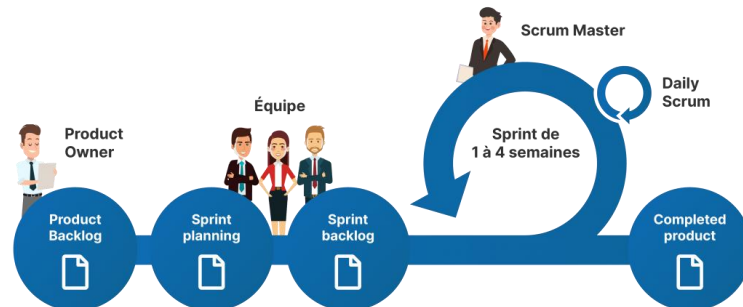 Scrum Master
Daily
Scrum
Équipe
Product
Owner
Sprint de
1 à 4 semaines
Product
Backlog
Sprint
planning
Sprint
backlog
Completed
product